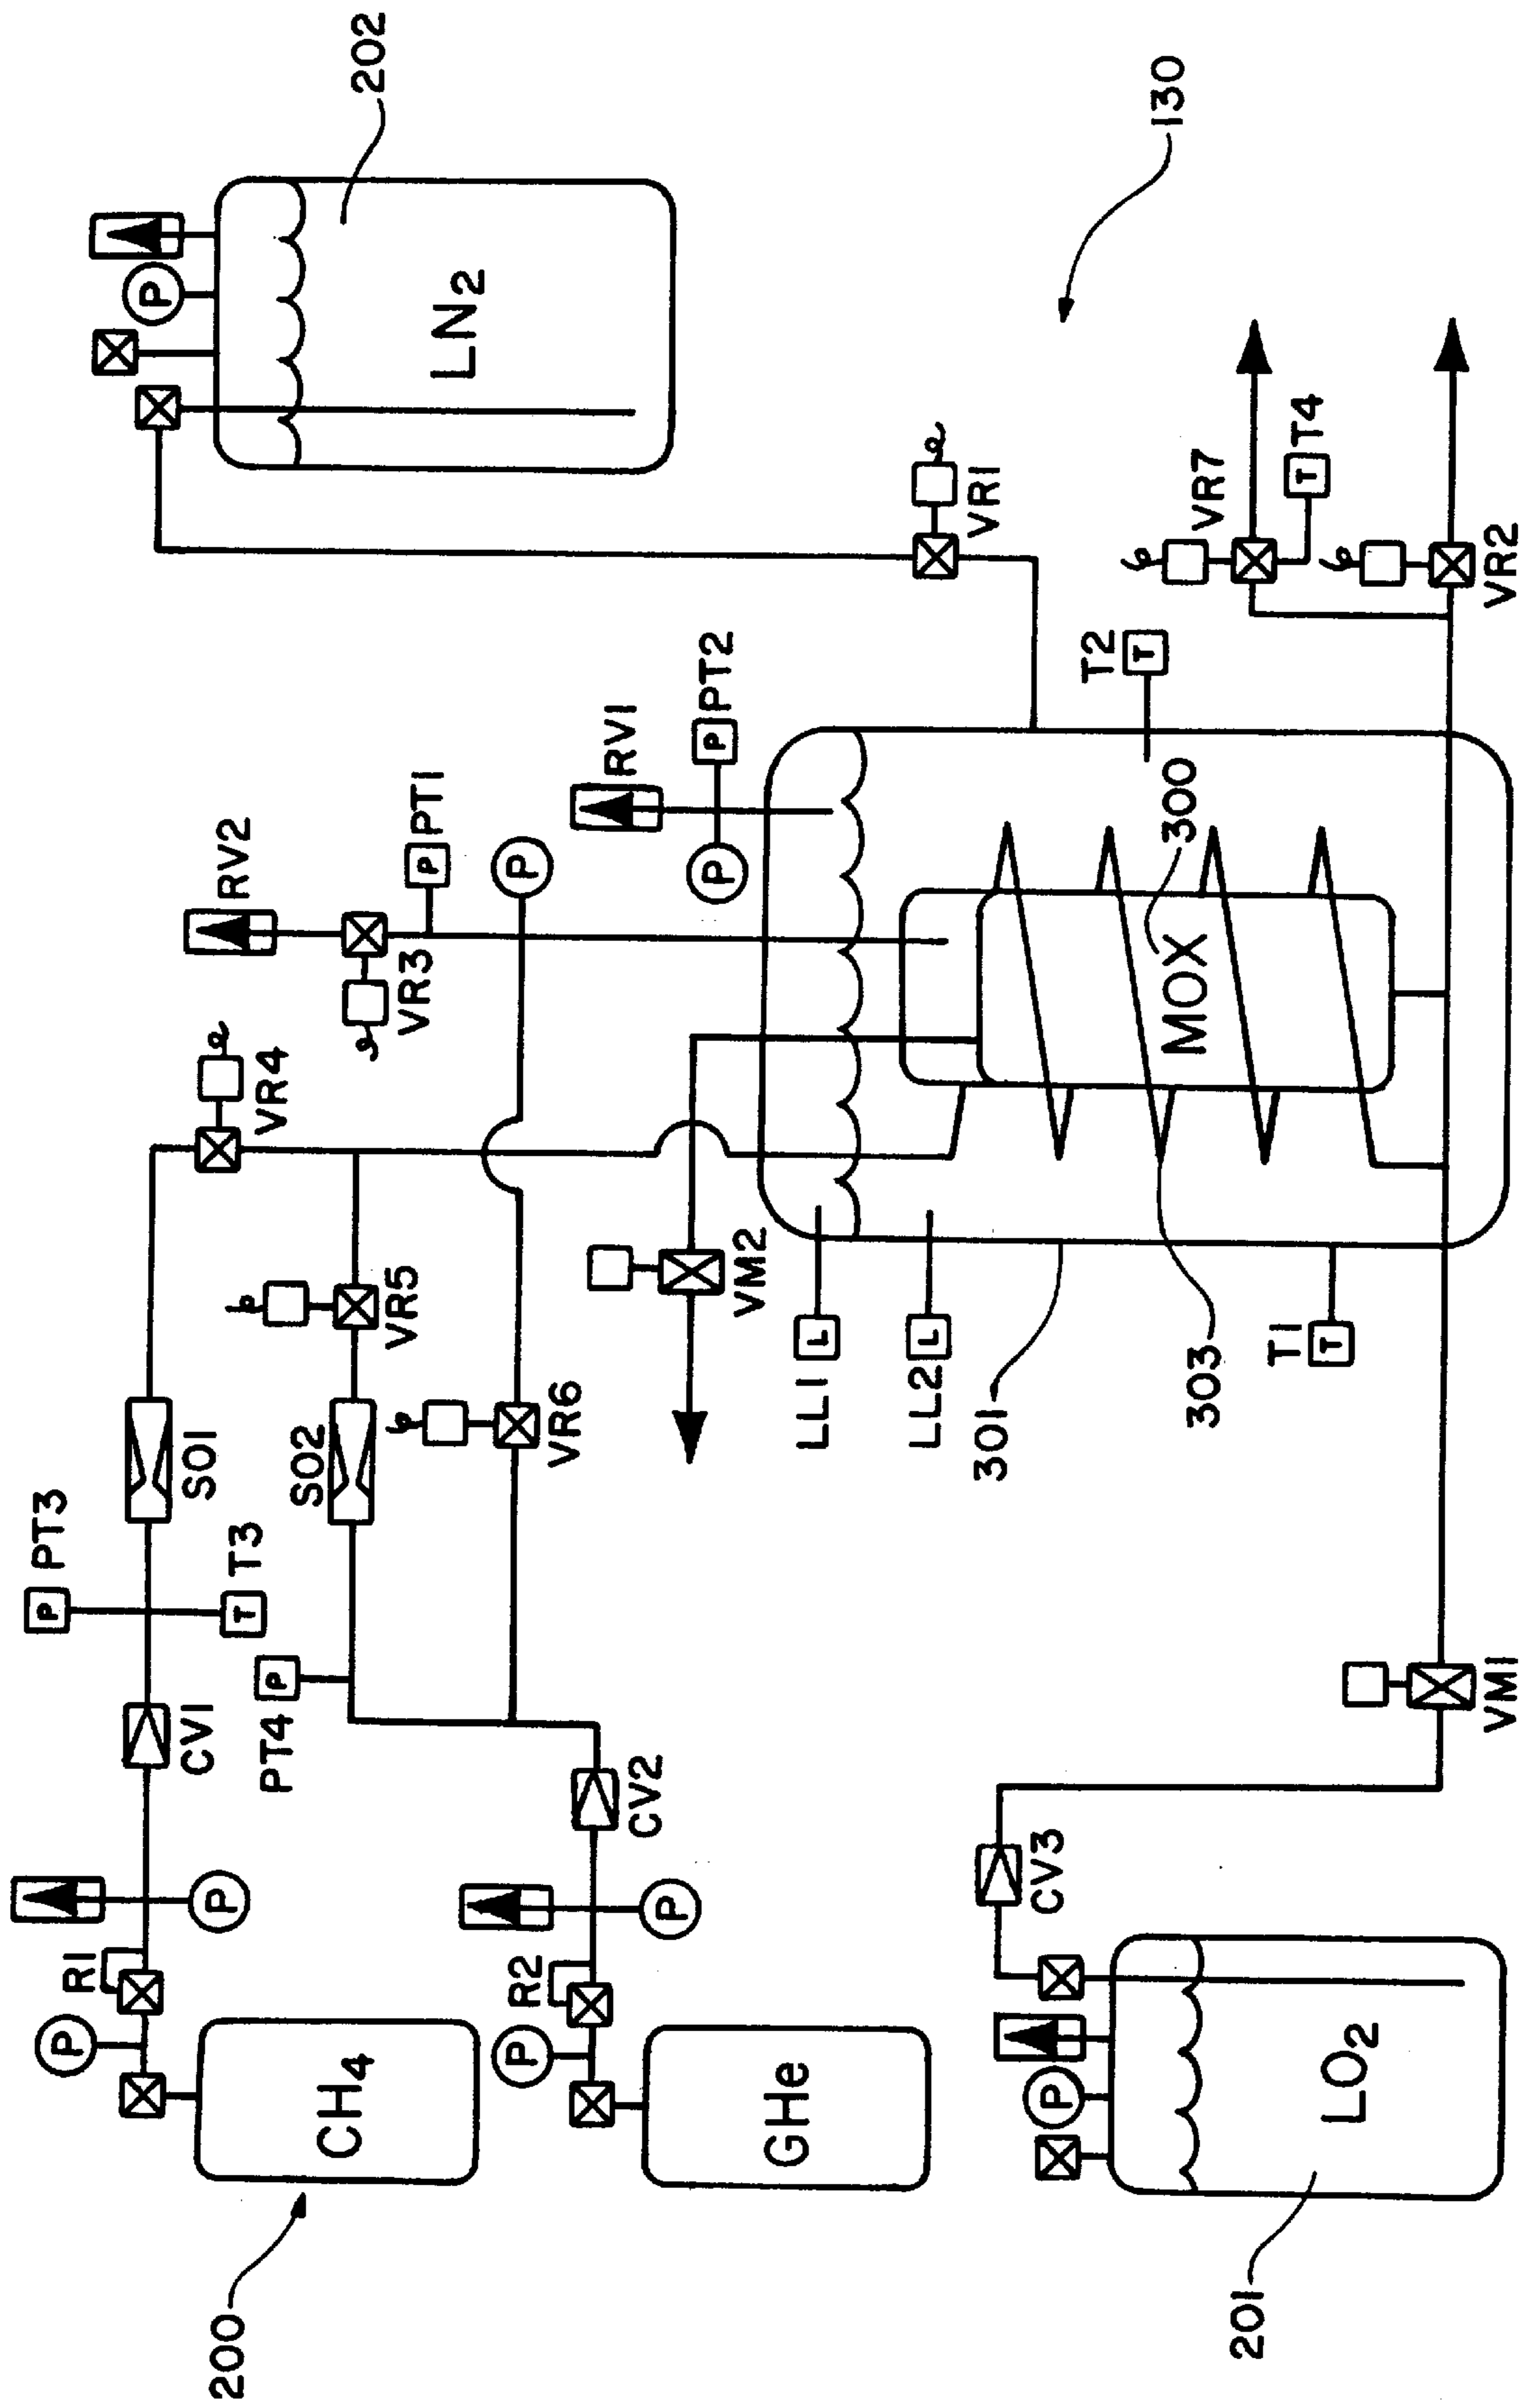 200
CH4
P
R1
P
CV1
PT3
P
T
T3
SO1
VR4
GHe
P
R2
P
CV2
PT4
P
SO2
VR5
VR6
RV2
VR3
P
PT1
P
201
LO2
P
CV3
VM1
VM2
RV1
P
P
PT2
LL1
L
LL2
L
301
303
T1
T
MOX
300
T2
T
202
LN2
P
VR1
130
VR7
T
T4
VR2